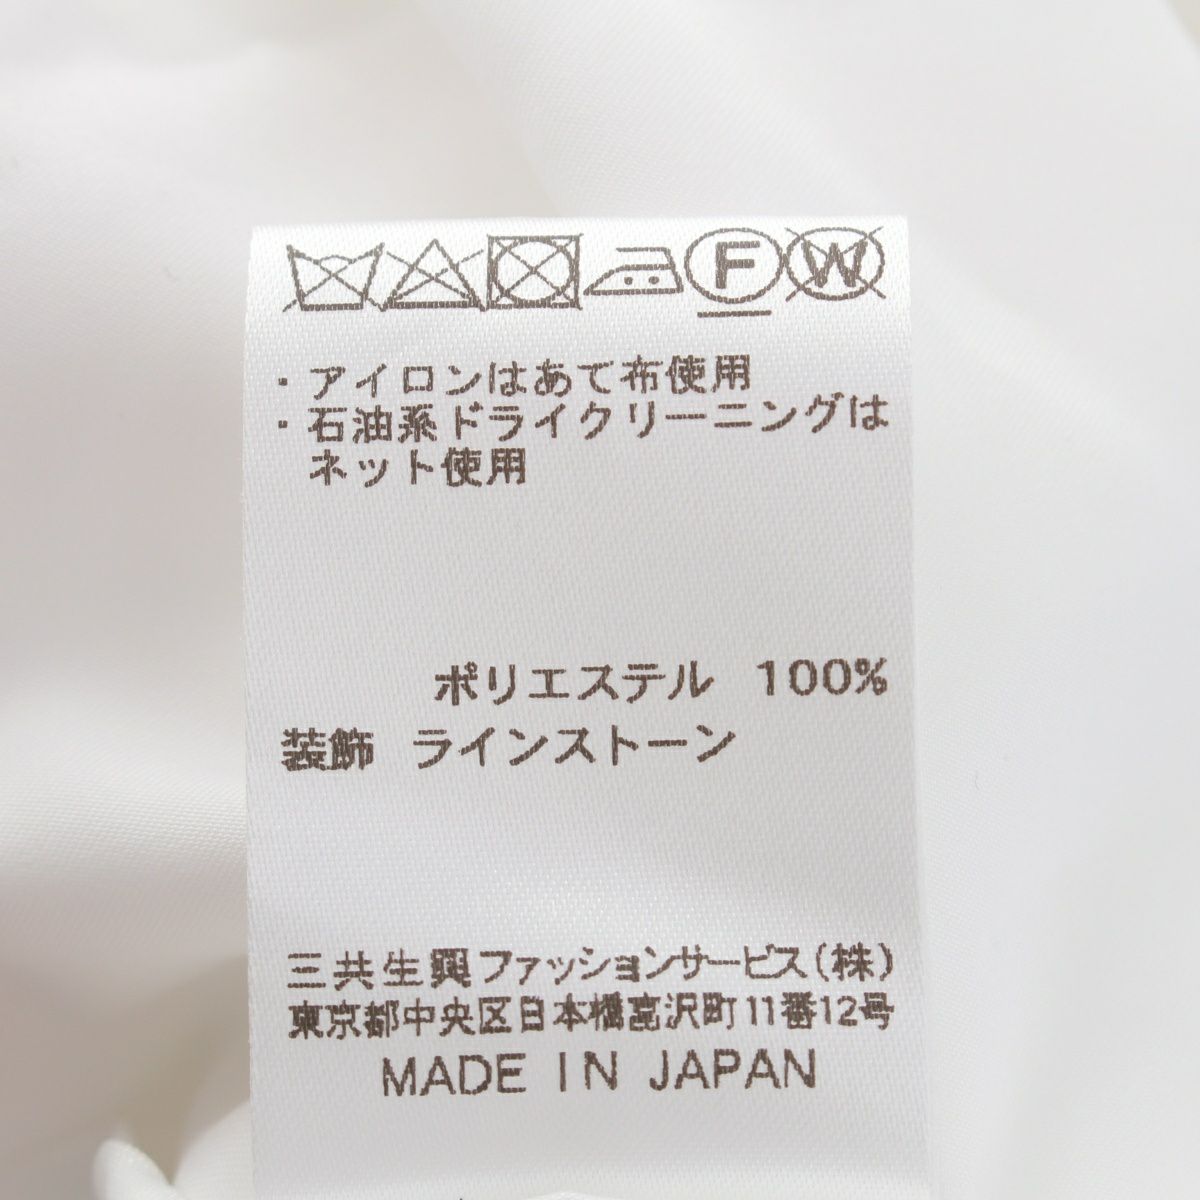 F W
・アイロンはあて布使用
・石油系ドライクリーニングは
ネット使用
ポリエステル 100%
装飾 ラインストーン
三共生興ファッションサービス(株)
東京都中央区日本橋富沢町11番12号
MADE IN JAPAN